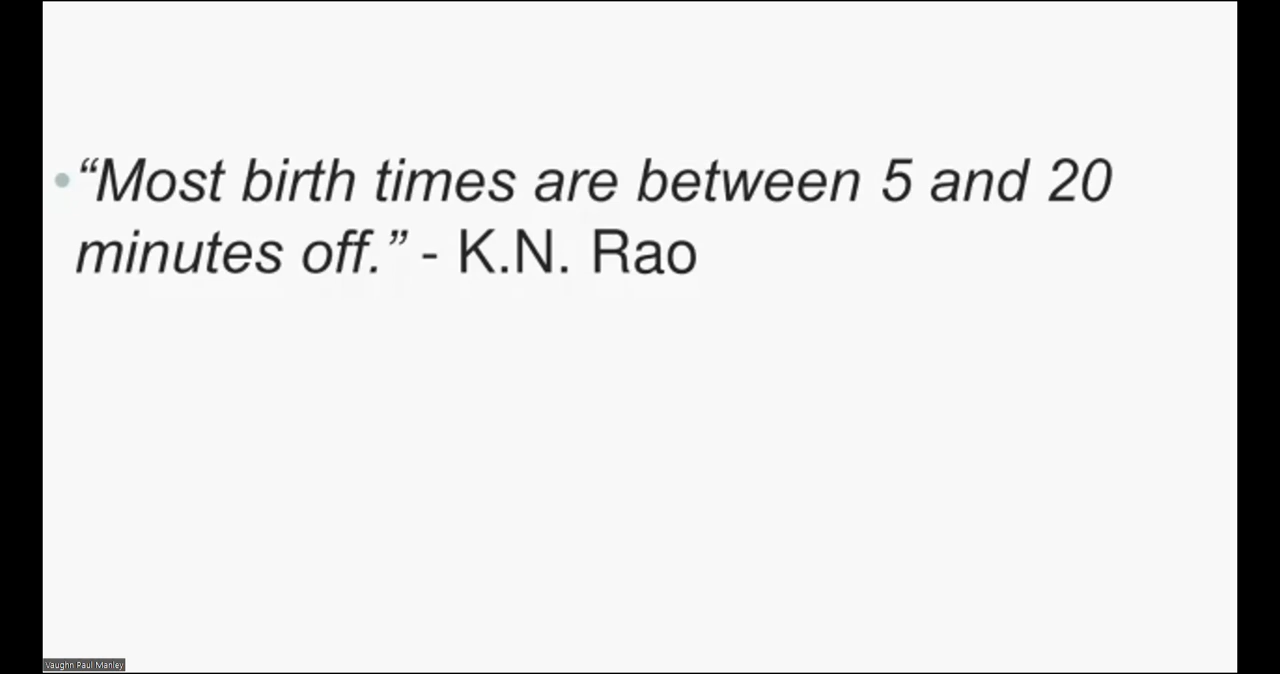 • “Most birth times are between 5 and 20
minutes off.” - K.N. Rao
Vaughn Paul Manley